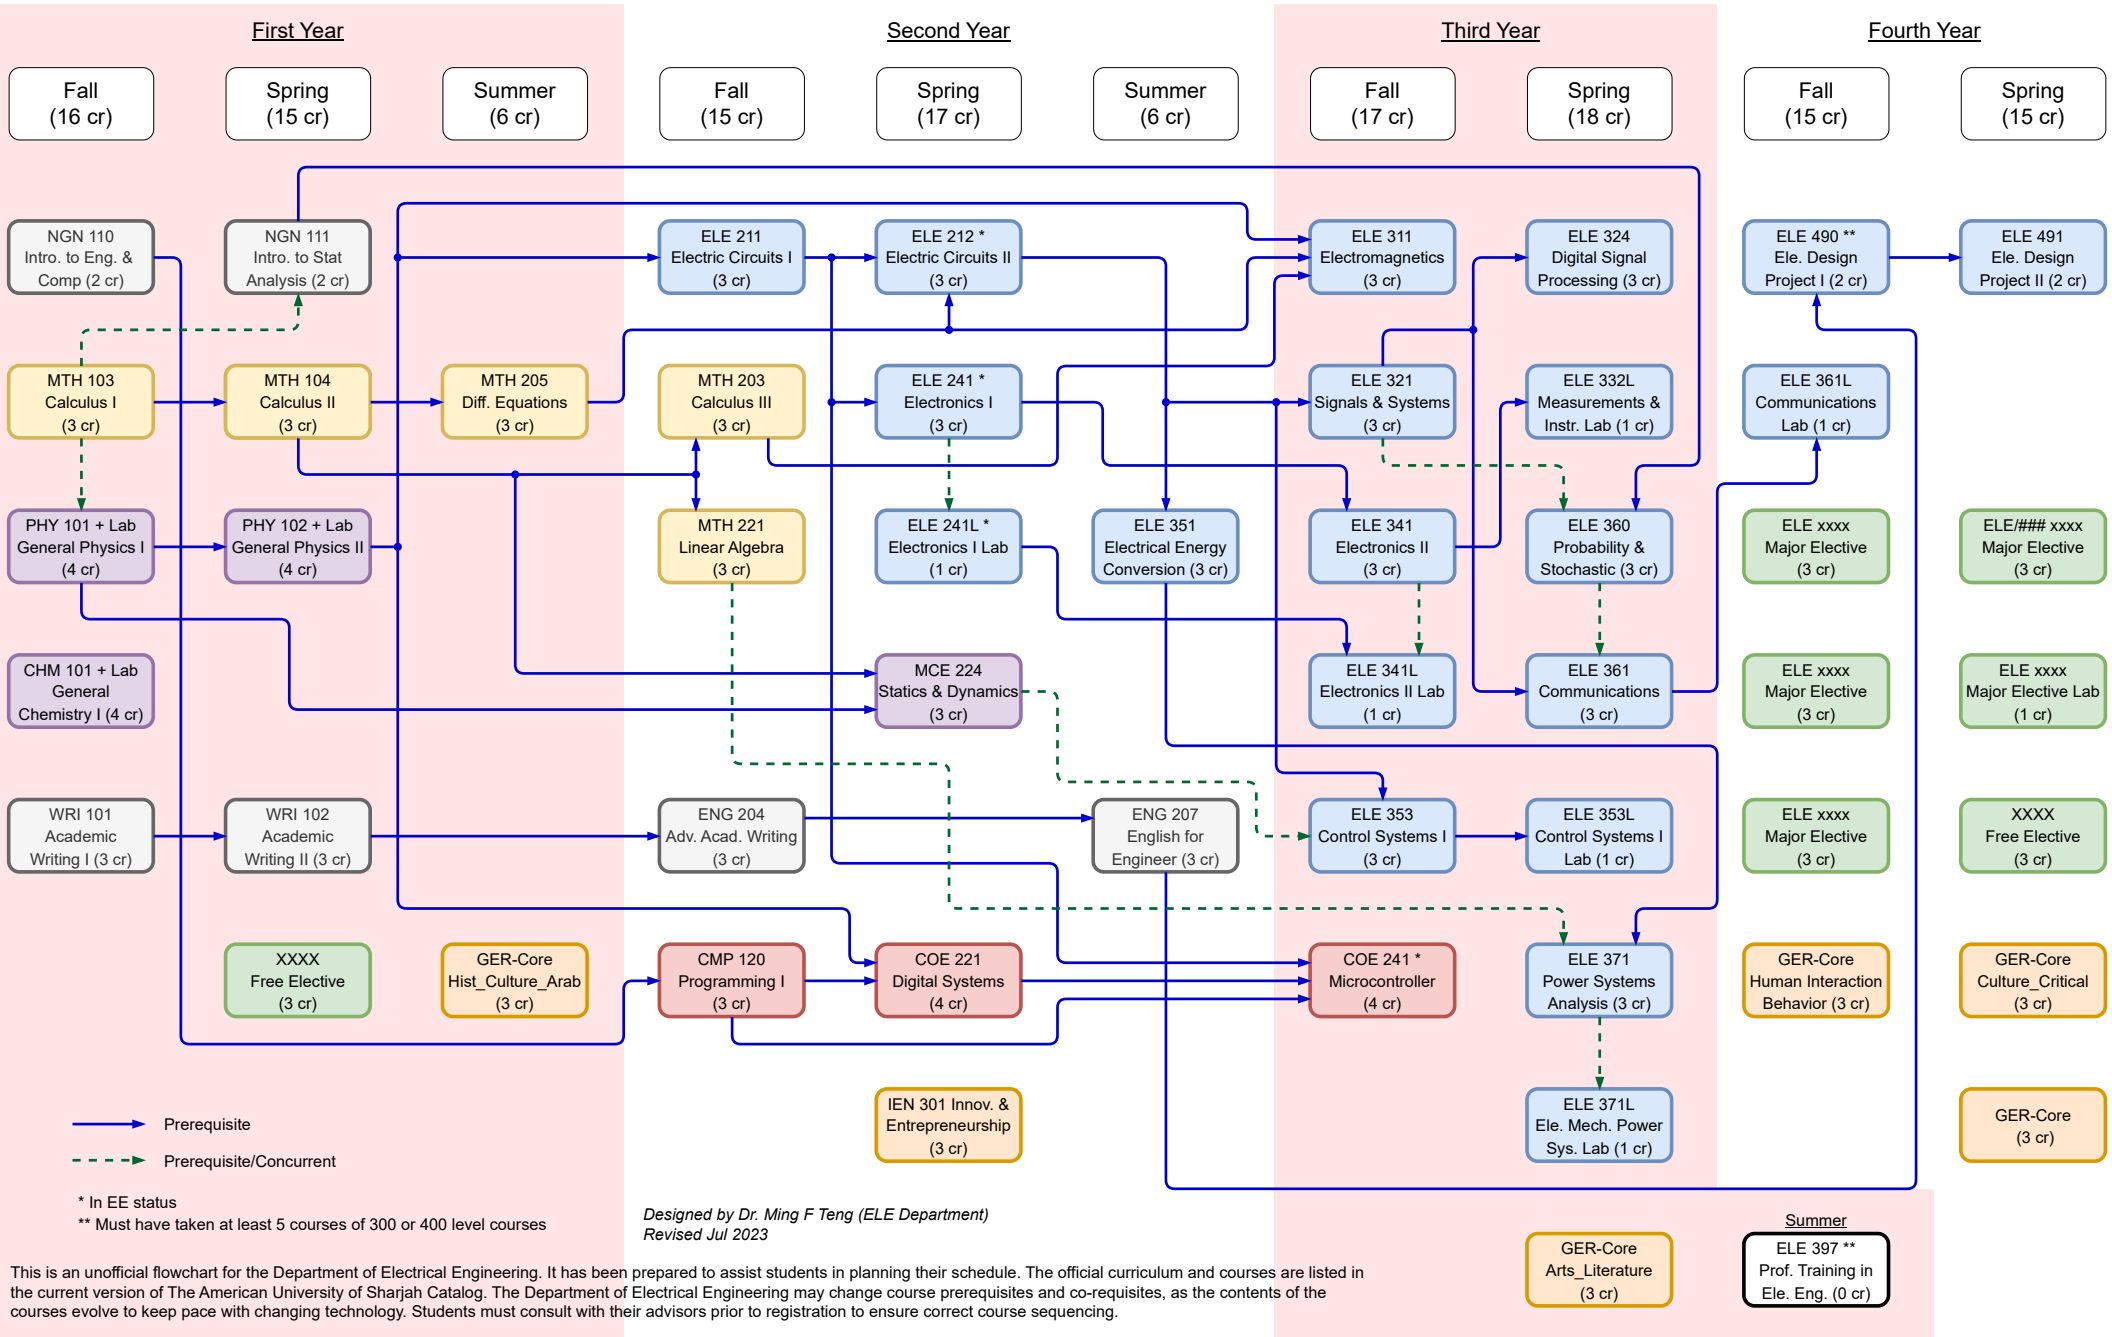 First Year
Second Year
Third Year
Fourth Year
Fall
(16 cr)
Spring
(15 cr)
Summer
(6 cr)
Fall
(15 cr)
Spring
(17 cr)
Summer
(6 cr)
Fall
(17 cr)
Spring
(18 cr)
Fall
(15 cr)
Spring
(15 cr)
NGN 110
Intro. to Eng. &
Comp (2 cr)
NGN 111
Intro. to Stat
Analysis (2 cr)
ELE 211
Electric Circuits I
(3 cr)
ELE 212 *
Electric Circuits II
(3 cr)
ELE 311
Electromagnetics
(3 cr)
ELE 324
Digital Signal
Processing (3 cr)
ELE 490 **
Ele. Design
Project I (2 cr)
ELE 491
Ele. Design
Project II (2 cr)
MTH 103
Calculus I
(3 cr)
MTH 104
Calculus II
(3 cr)
MTH 205
Diff. Equations
(3 cr)
MTH 203
Calculus III
(3 cr)
ELE 241 *
Electronics I
(3 cr)
ELE 321
Signals & Systems
(3 cr)
ELE 332L
Measurements &
Instr. Lab (1 cr)
ELE 361L
Communications
Lab (1 cr)
PHY 101 + Lab
General Physics I
(4 cr)
PHY 102 + Lab
General Physics II
(4 cr)
MTH 221
Linear Algebra
(3 cr)
ELE 241L *
Electronics I Lab
(1 cr)
ELE 351
Electrical Energy
Conversion (3 cr)
ELE 341
Electronics II
(3 cr)
ELE 360
Probability &
Stochastic (3 cr)
ELE xxxx
Major Elective
(3 cr)
ELE/### xxxx
Major Elective
(3 cr)
CHM 101 + Lab
General
Chemistry I (4 cr)
MCE 224
Statics & Dynamics
(3 cr)
ELE 341L
Electronics II Lab
(1 cr)
ELE 361
Communications
(3 cr)
ELE xxxx
Major Elective
(3 cr)
ELE xxxx
Major Elective Lab
(1 cr)
WRI 101
Academic
Writing I (3 cr)
WRI 102
Academic
Writing II (3 cr)
ENG 204
Adv. Acad. Writing
(3 cr)
ENG 207
English for
Engineer (3 cr)
ELE 353
Control Systems I
(3 cr)
ELE 353L
Control Systems I
Lab (1 cr)
ELE xxxx
Major Elective
(3 cr)
XXXX
Free Elective
(3 cr)
XXXX
Free Elective
(3 cr)
GER-Core
Hist_Culture_Arab
(3 cr)
CMP 120
Programming I
(3 cr)
COE 221
Digital Systems
(4 cr)
COE 241 *
Microcontroller
(4 cr)
ELE 371
Power Systems
Analysis (3 cr)
GER-Core
Human Interaction
Behavior (3 cr)
GER-Core
Culture_Critical
(3 cr)
IEN 301 Innov. &
Entrepreneurship
(3 cr)
ELE 371L
Ele. Mech. Power
Sys. Lab (1 cr)
GER-Core
(3 cr)
Prerequisite
Prerequisite/Concurrent
* In EE status
** Must have taken at least 5 courses of 300 or 400 level courses
Designed by Dr. Ming F Teng (ELE Department)
Revised Jul 2023
GER-Core
Arts_Literature
(3 cr)
Summer
ELE 397 **
Prof. Training in
Ele. Eng. (0 cr)
This is an unofficial flowchart for the Department of Electrical Engineering. It has been prepared to assist students in planning their schedule. The official curriculum and courses are listed in
the current version of The American University of Sharjah Catalog. The Department of Electrical Engineering may change course prerequisites and co-requisites, as the contents of the
courses evolve to keep pace with changing technology. Students must consult with their advisors prior to registration to ensure correct course sequencing.